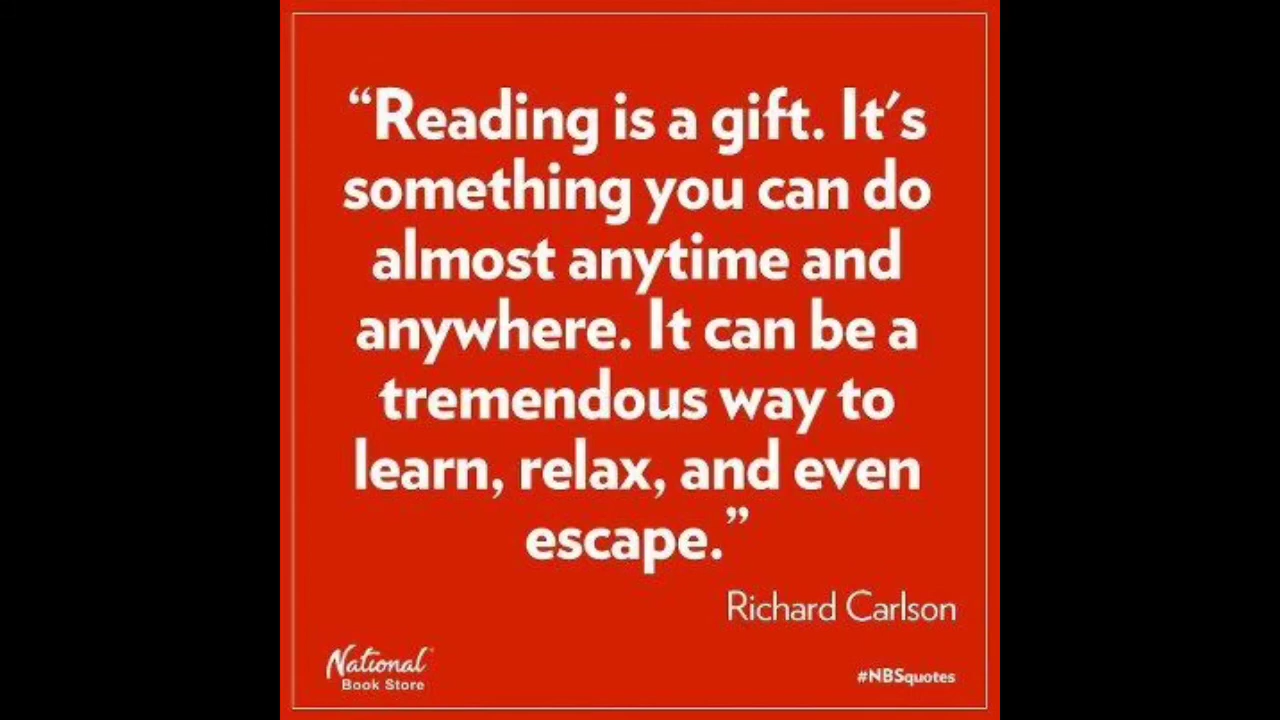 “Reading is a gift. It's
something you can do
almost anytime and
anywhere. It can be a
tremendous way to
learn, relax, and even
escape.”
Richard Carlson
National
Book Store
#NBSquotes